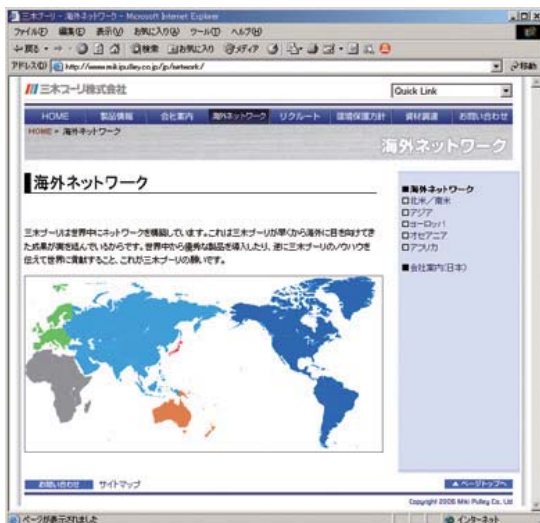 三木プーリ - 海外ネットワーク - Microsoft Internet Explorer
ファイル(F) 編集(E) 表示(V) お気に入り(A) ツール(T) ヘルプ(H)
戻る 検索 お気に入り メディア
アドレス(D) http://www.mikipulley.co.jp/jp/network/ 移動
三木プーリ株式会社 Quick Link
HOME 製品情報 会社案内 海外ネットワーク リクルート 環境保護方針 資材調達 お問い合わせ
HOME > 海外ネットワーク
海外ネットワーク
海外ネットワーク
三木プーリは世界中にネットワークを構築しています。これは三木プーリが早くから海外に目を向けてき
た成果が実を結んでいるからです。世界中から優秀な製品を導入したり、逆に三木プーリのノウハウを
伝えて世界に貢献すること、これが三木プーリの願いです。
■海外ネットワーク
□北米／南米
□アジア
□ヨーロッパ
□オセアニア
□アフリカ
■会社案内(日本)
お問い合わせ サイトマップ ▲ページトップへ
Copyright 2006 Miki Pulley Co., Ltd
ページが表示されました インターネット